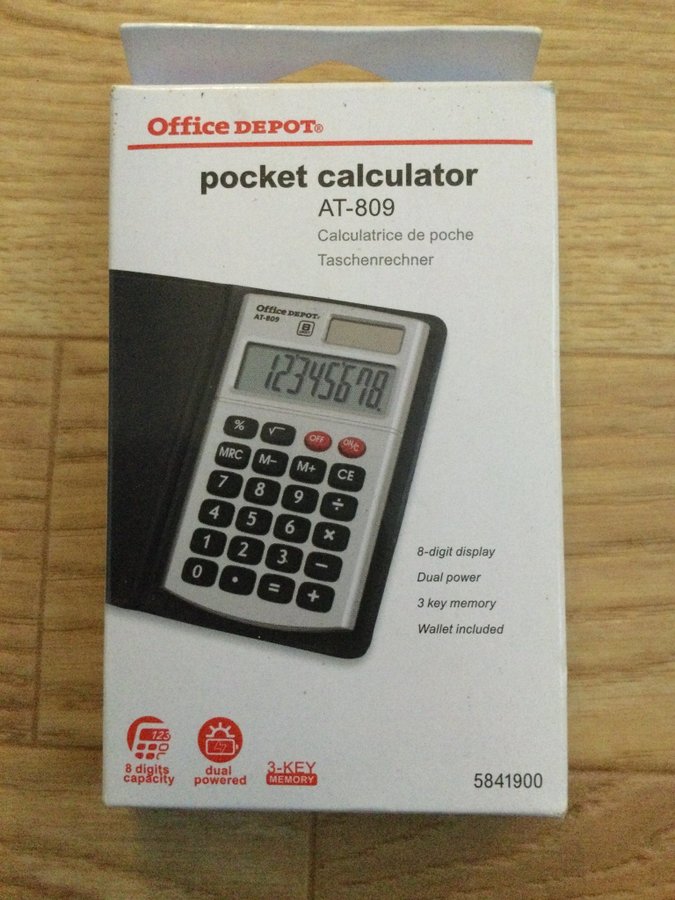 Office DEPOT®
pocket calculator
AT-809
Calculatrice de poche
Taschenrechner
Office DEPOT®
AT-809
8
12345678.
% √ OFF ON/C
MRC M− M+ CE
7 8 9 ÷
4 5 6 ×
1 2 3 −
0 • = +
8-digit display
Dual power
3 key memory
Wallet included
123
8 digits
capacity
dual
powered
3-KEY
MEMORY
5841900